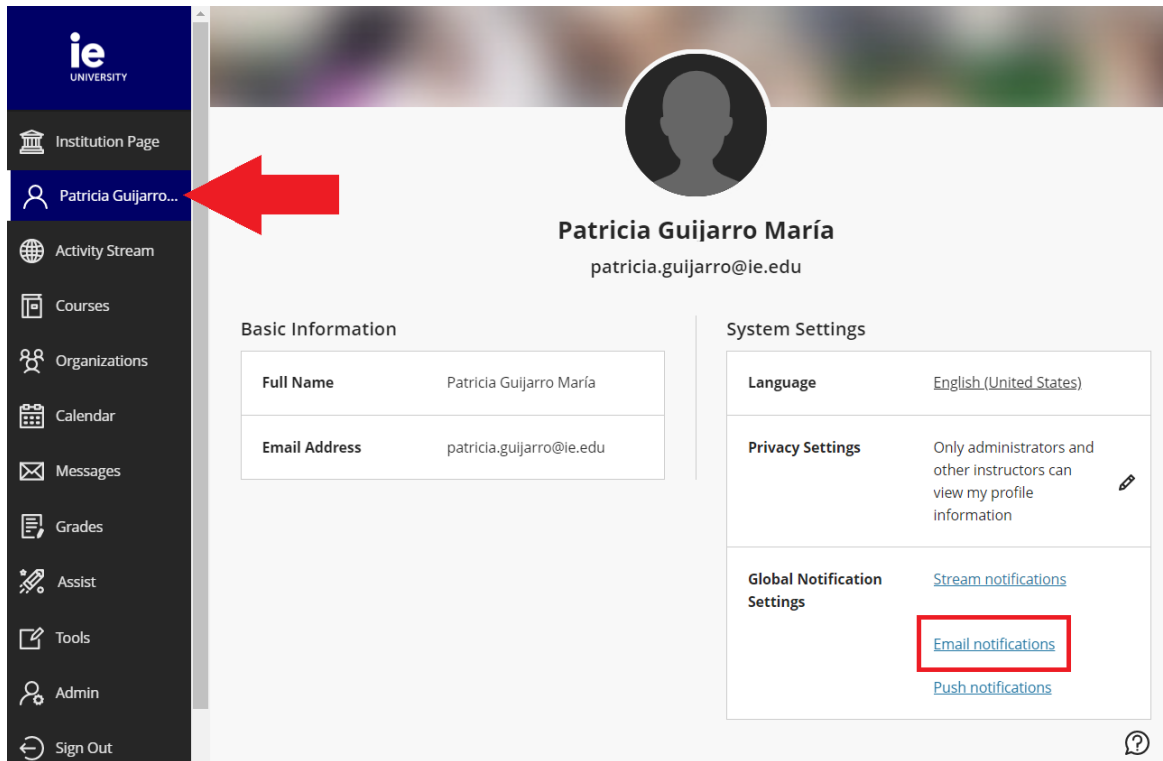 ie
UNIVERSITY
Institution Page
Patricia Guijarro...
Activity Stream
Courses
Organizations
Calendar
Messages
Grades
Assist
Tools
Admin
Sign Out
Patricia Guijarro María
patricia.guijarro@ie.edu
Basic Information
Full Name Patricia Guijarro María
Email Address patricia.guijarro@ie.edu
System Settings
Language English (United States)
Privacy Settings Only administrators and
other instructors can
view my profile
information
Global Notification Stream notifications
Settings
Email notifications
Push notifications